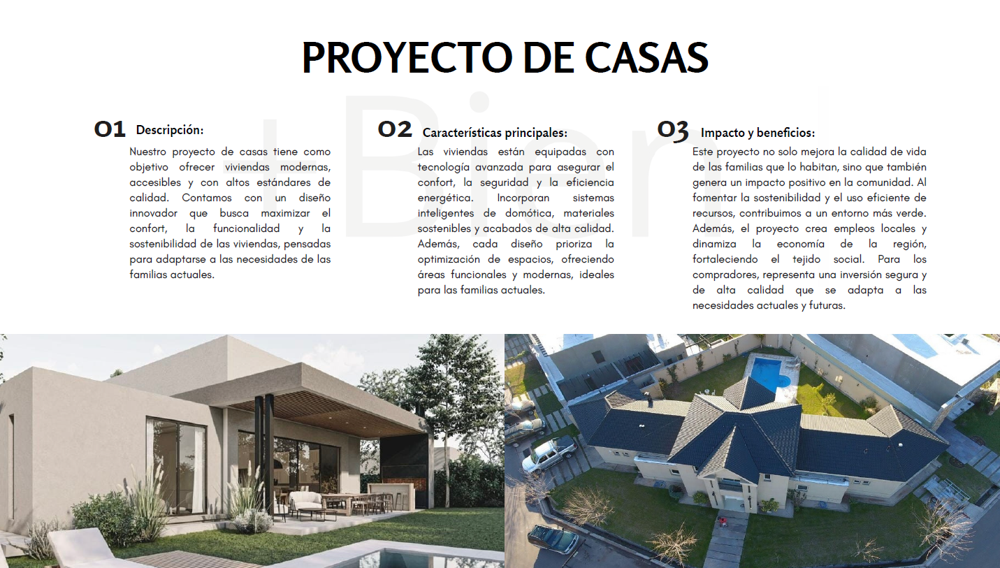 PROYECTO DE CASAS
+Bien
01 Descripción:
Nuestro proyecto de casas tiene como
objetivo ofrecer viviendas modernas,
accesibles y con altos estándares de
calidad. Contamos con un diseño
innovador que busca maximizar el
confort, la funcionalidad y la
sostenibilidad de las viviendas, pensadas
para adaptarse a las necesidades de las
familias actuales.
02 Características principales:
Las viviendas están equipadas con
tecnología avanzada para asegurar el
confort, la seguridad y la eficiencia
energética. Incorporan sistemas
inteligentes de domótica, materiales
sostenibles y acabados de alta calidad.
Además, cada diseño prioriza la
optimización de espacios, ofreciendo
áreas funcionales y modernas, ideales
para las familias actuales.
03 Impacto y beneficios:
Este proyecto no solo mejora la calidad de vida
de las familias que lo habitan, sino que también
genera un impacto positivo en la comunidad. Al
fomentar la sostenibilidad y el uso eficiente de
recursos, contribuimos a un entorno más verde.
Además, el proyecto crea empleos locales y
dinamiza la economía de la región,
fortaleciendo el tejido social. Para los
compradores, representa una inversión segura y
de alta calidad que se adapta a las
necesidades actuales y futuras.